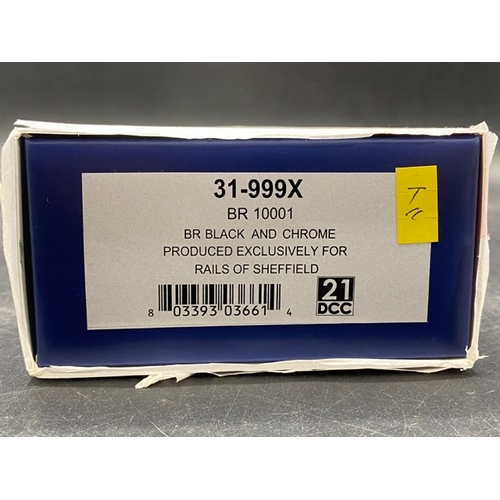 31-999X
BR 10001
BR BLACK AND CHROME
PRODUCED EXCLUSIVELY FOR
RAILS OF SHEFFIELD
8 03393 03661 4
21
DCC